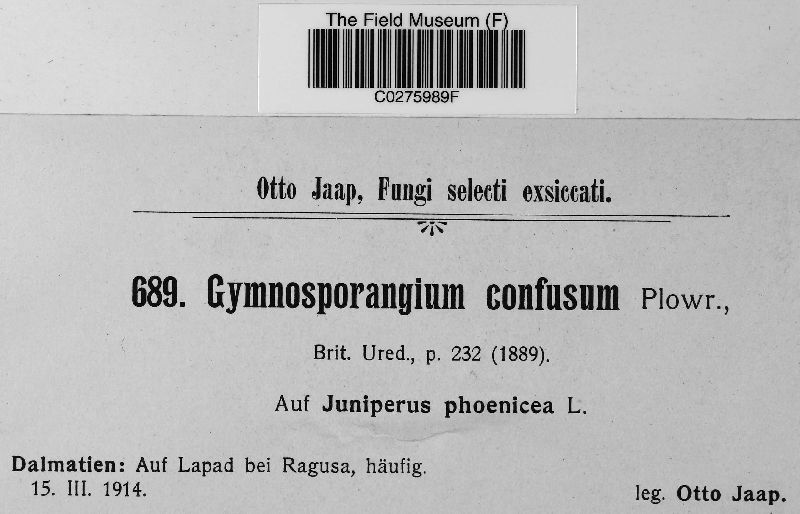 The Field Museum (F)
C0275989F
Otto Jaap, Fungi selecti exsiccati.
689. Gymnosporangium confusum Plowr.,
Brit. Ured., p. 232 (1889).
Auf Juniperus phoenicea L.
Dalmatien: Auf Lapad bei Ragusa, häufig.
15. III. 1914.
leg. Otto Jaap.